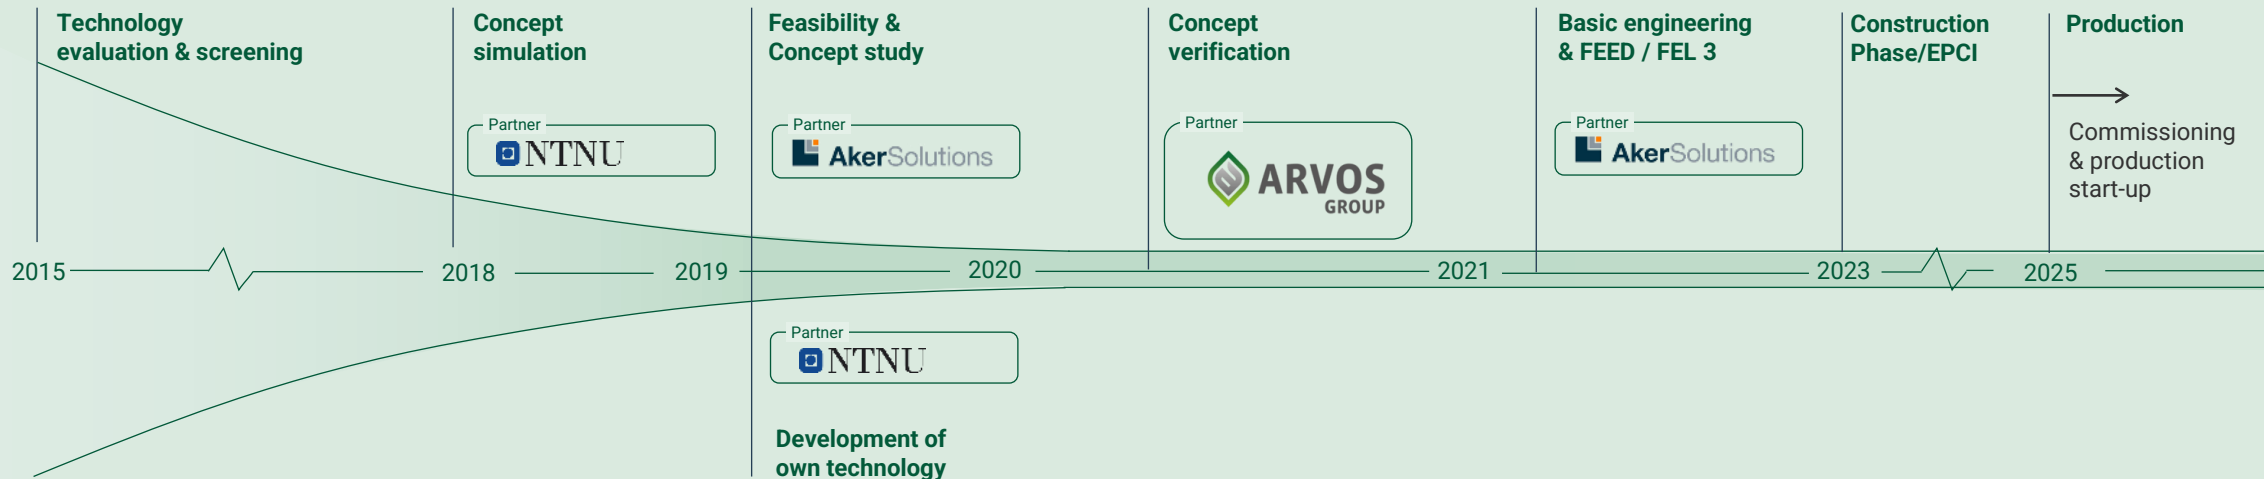 Technology
evaluation & screening
Concept
simulation
Partner
NTNU
Feasibility &
Concept study
Partner
AkerSolutions
Concept
verification
Partner
ARVOS
GROUP
Basic engineering
& FEED / FEL 3
Partner
AkerSolutions
Construction
Phase/EPCI
Production
Commissioning
& production
start-up
2015
2018
2019
2020
2021
2023
2025
Partner
NTNU
Development of
own technology